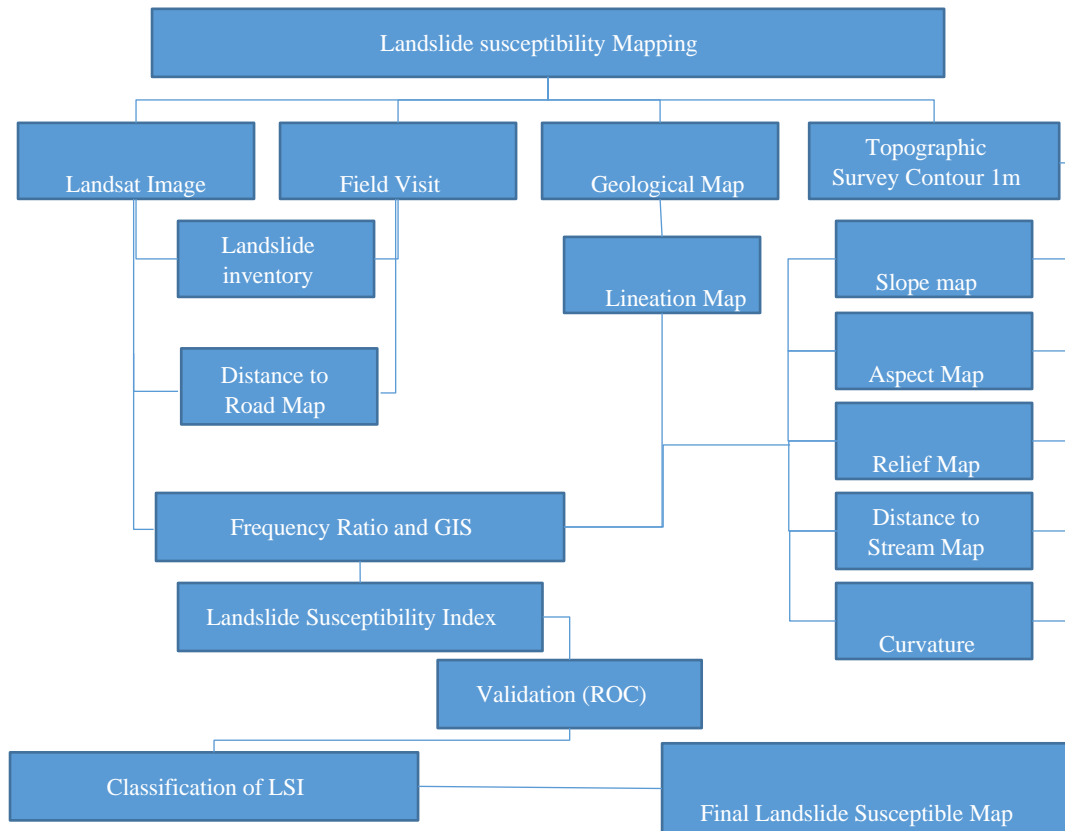 Landslide susceptibility Mapping
Landsat Image
Field Visit
Geological Map
Topographic
Survey Contour 1m
Landslide
inventory
Lineation Map
Slope map
Distance to
Road Map
Aspect Map
Relief Map
Frequency Ratio and GIS
Distance to
Stream Map
Landslide Susceptibility Index
Curvature
Validation (ROC)
Classification of LSI
Final Landslide Susceptible Map